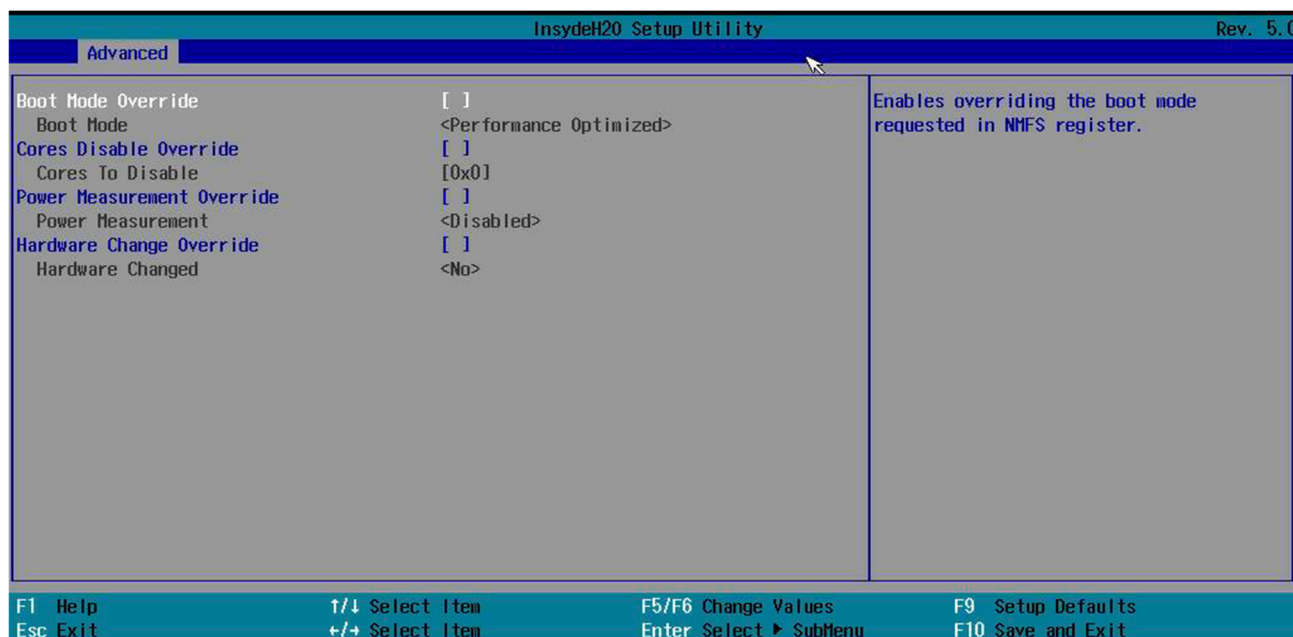 InsydeH20 Setup Utility Rev. 5.0
Advanced
Boot Mode Override [ ]
Boot Mode <Performance Optimized>
Cores Disable Override [ ]
Cores To Disable [0x0]
Power Measurement Override [ ]
Power Measurement <Disabled>
Hardware Change Override [ ]
Hardware Changed <No>
Enables overriding the boot mode
requested in NMFS register.
F1 Help ↑/↓ Select Item F5/F6 Change Values F9 Setup Defaults
Esc Exit ←/→ Select Item Enter Select ▶ SubMenu F10 Save and Exit